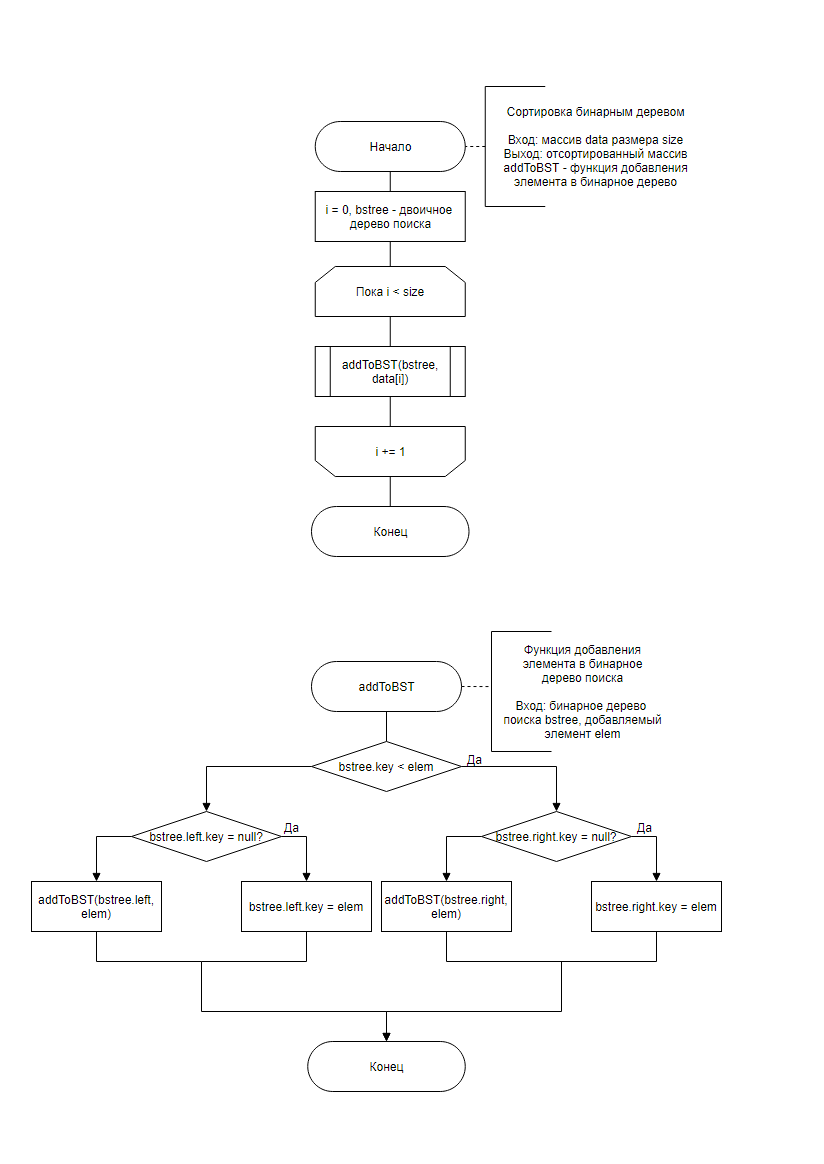 Сортировка бинарным деревом
Вход: массив data размера size
Выход: отсортированный массив
addToBST - функция добавления
элемента в бинарное дерево
Начало
i = 0, bstree - двоичное
дерево поиска
Пока i < size
addToBST(bstree,
data[i])
i += 1
Конец
Функция добавления
элемента в бинарное
дерево поиска
Вход: бинарное дерево
поиска bstree, добавляемый
элемент elem
addToBST
bstree.key < elem
Да
bstree.left.key = null?
Да
bstree.right.key = null?
Да
addToBST(bstree.left,
elem)
bstree.left.key = elem
addToBST(bstree.right,
elem)
bstree.right.key = elem
Конец